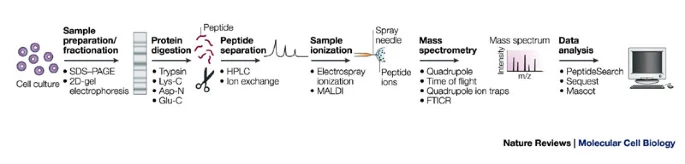 Sample
preparation/
fractionation
• SDS–PAGE
• 2D-gel
electrophoresis
Cell culture
Protein
digestion
• Trypsin
• Lys-C
• Asp-N
• Glu-C
Peptide
Peptide
separation
• HPLC
• Ion exchange
Sample
ionization
• Electrospray
ionization
• MALDI
Spray
needle
Peptide
ions
Mass
spectrometry
• Quadrupole
• Time of flight
• Quadrupole ion traps
• FTICR
Mass spectrum
Intensity
m/z
Data
analysis
• PeptideSearch
• Sequest
• Mascot
Nature Reviews | Molecular Cell Biology